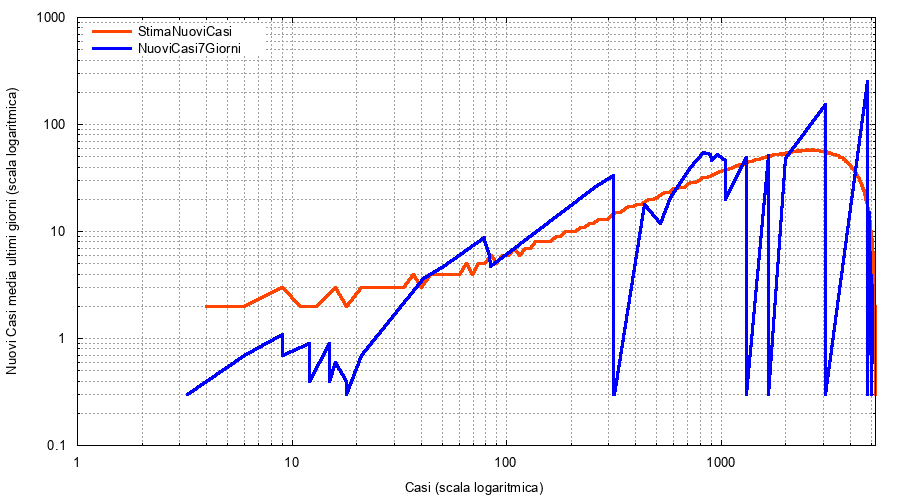 1000
StimaNuoviCasi
NuoviCasi7Giorni
100
10
1
0.1
Nuovi Casi media ultimi giorni (scala logaritmica)
1 10 100 1000
Casi (scala logaritmica)